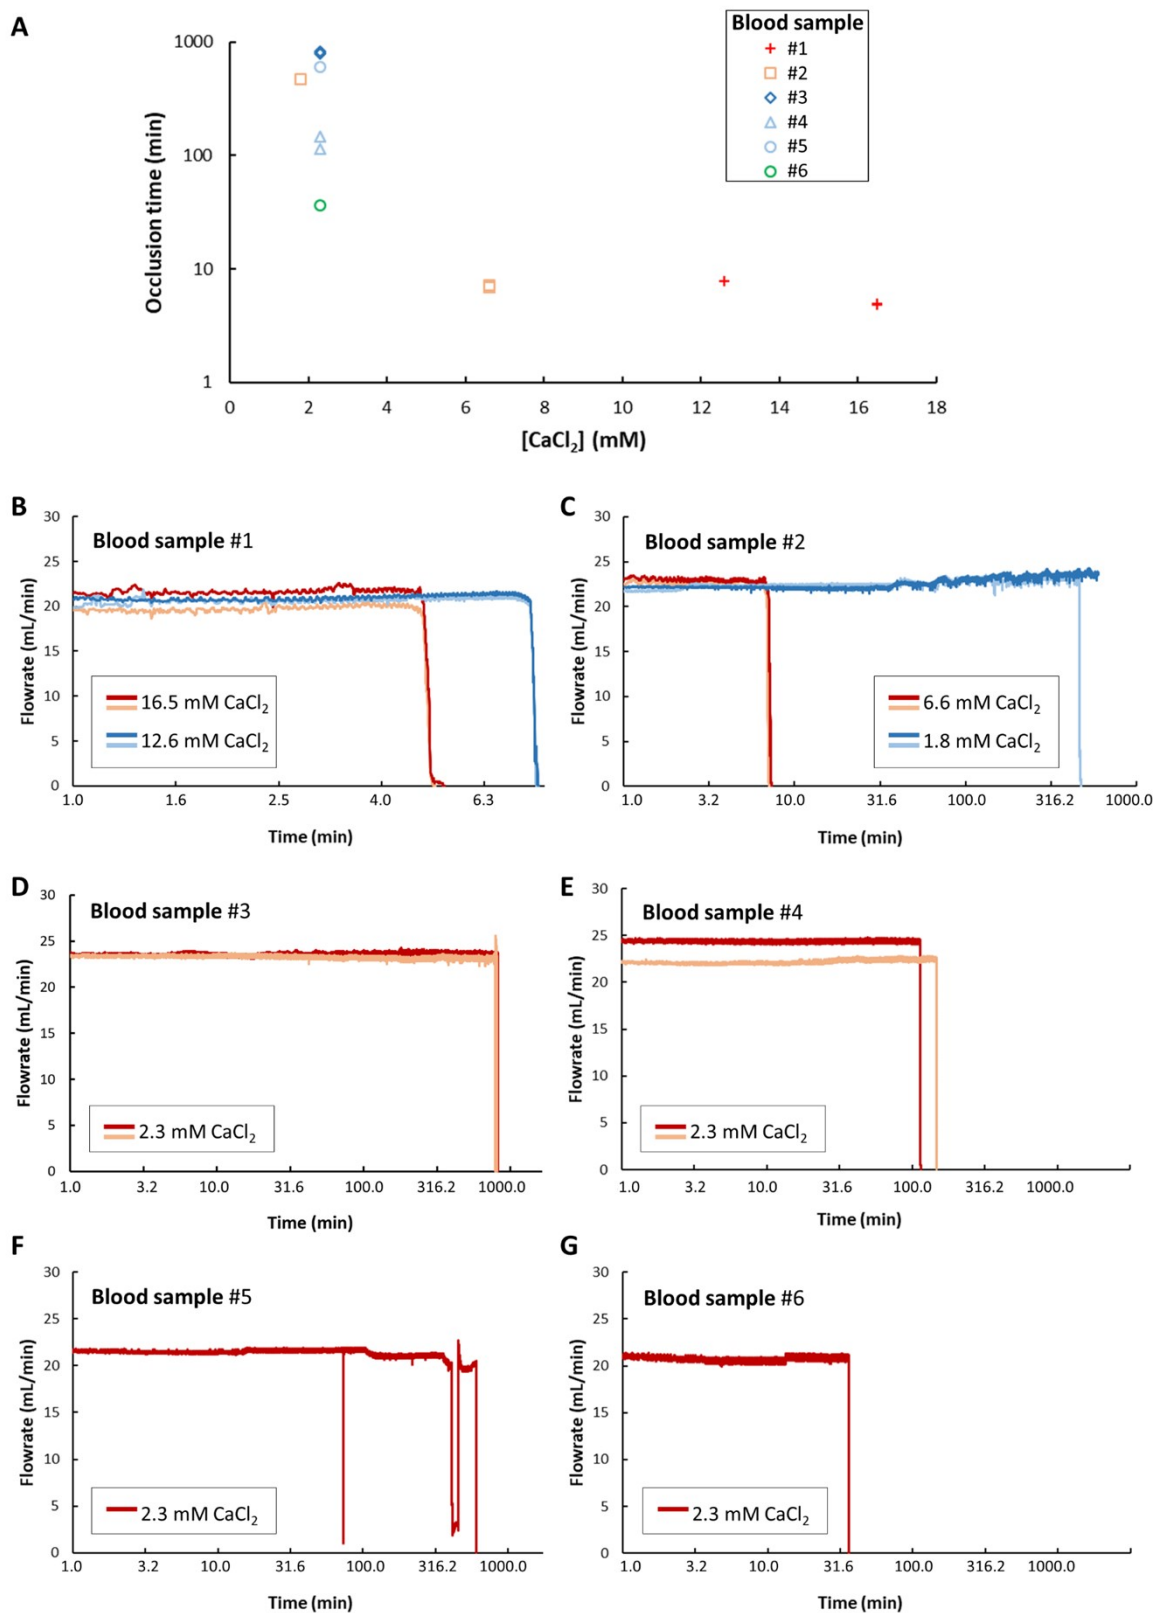 A
Blood sample
#1
#2
#3
#4
#5
#6
1000
100
10
1
Occlusion time (min)
0 2 4 6 8 10 12 14 16 18
[CaCl₂] (mM)
B
Blood sample #1
30
25
20
15
10
5
0
Flowrate (mL/min)
16.5 mM CaCl₂
12.6 mM CaCl₂
1.0 1.6 2.5 4.0 6.3
Time (min)
C
Blood sample #2
30
25
20
15
10
5
0
Flowrate (mL/min)
6.6 mM CaCl₂
1.8 mM CaCl₂
1.0 3.2 10.0 31.6 100.0 316.2 1000.0
Time (min)
D
Blood sample #3
30
25
20
15
10
5
0
Flowrate (mL/min)
2.3 mM CaCl₂
1.0 3.2 10.0 31.6 100.0 316.2 1000.0
Time (min)
E
Blood sample #4
30
25
20
15
10
5
0
Flowrate (mL/min)
2.3 mM CaCl₂
1.0 3.2 10.0 31.6 100.0 316.2 1000.0
Time (min)
F
Blood sample #5
30
25
20
15
10
5
0
Flowrate (mL/min)
2.3 mM CaCl₂
1.0 3.2 10.0 31.6 100.0 316.2 1000.0
Time (min)
G
Blood sample #6
30
25
20
15
10
5
0
Flowrate (mL/min)
2.3 mM CaCl₂
1.0 3.2 10.0 31.6 100.0 316.2 1000.0
Time (min)